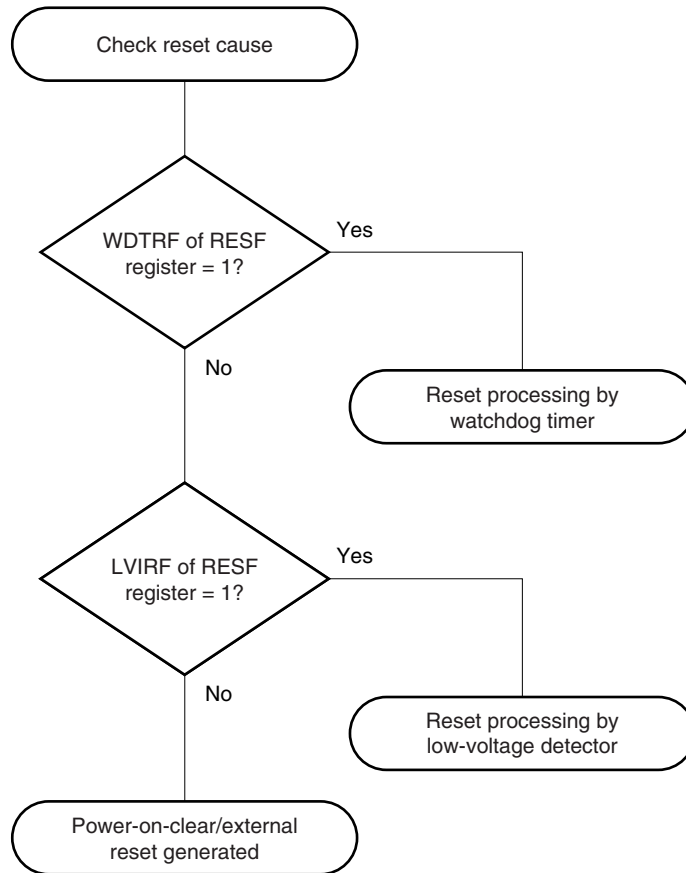 Check reset cause
WDTRF of RESF
register = 1?
Yes
No
Reset processing by
watchdog timer
LVIRF of RESF
register = 1?
Yes
No
Reset processing by
low-voltage detector
Power-on-clear/external
reset generated